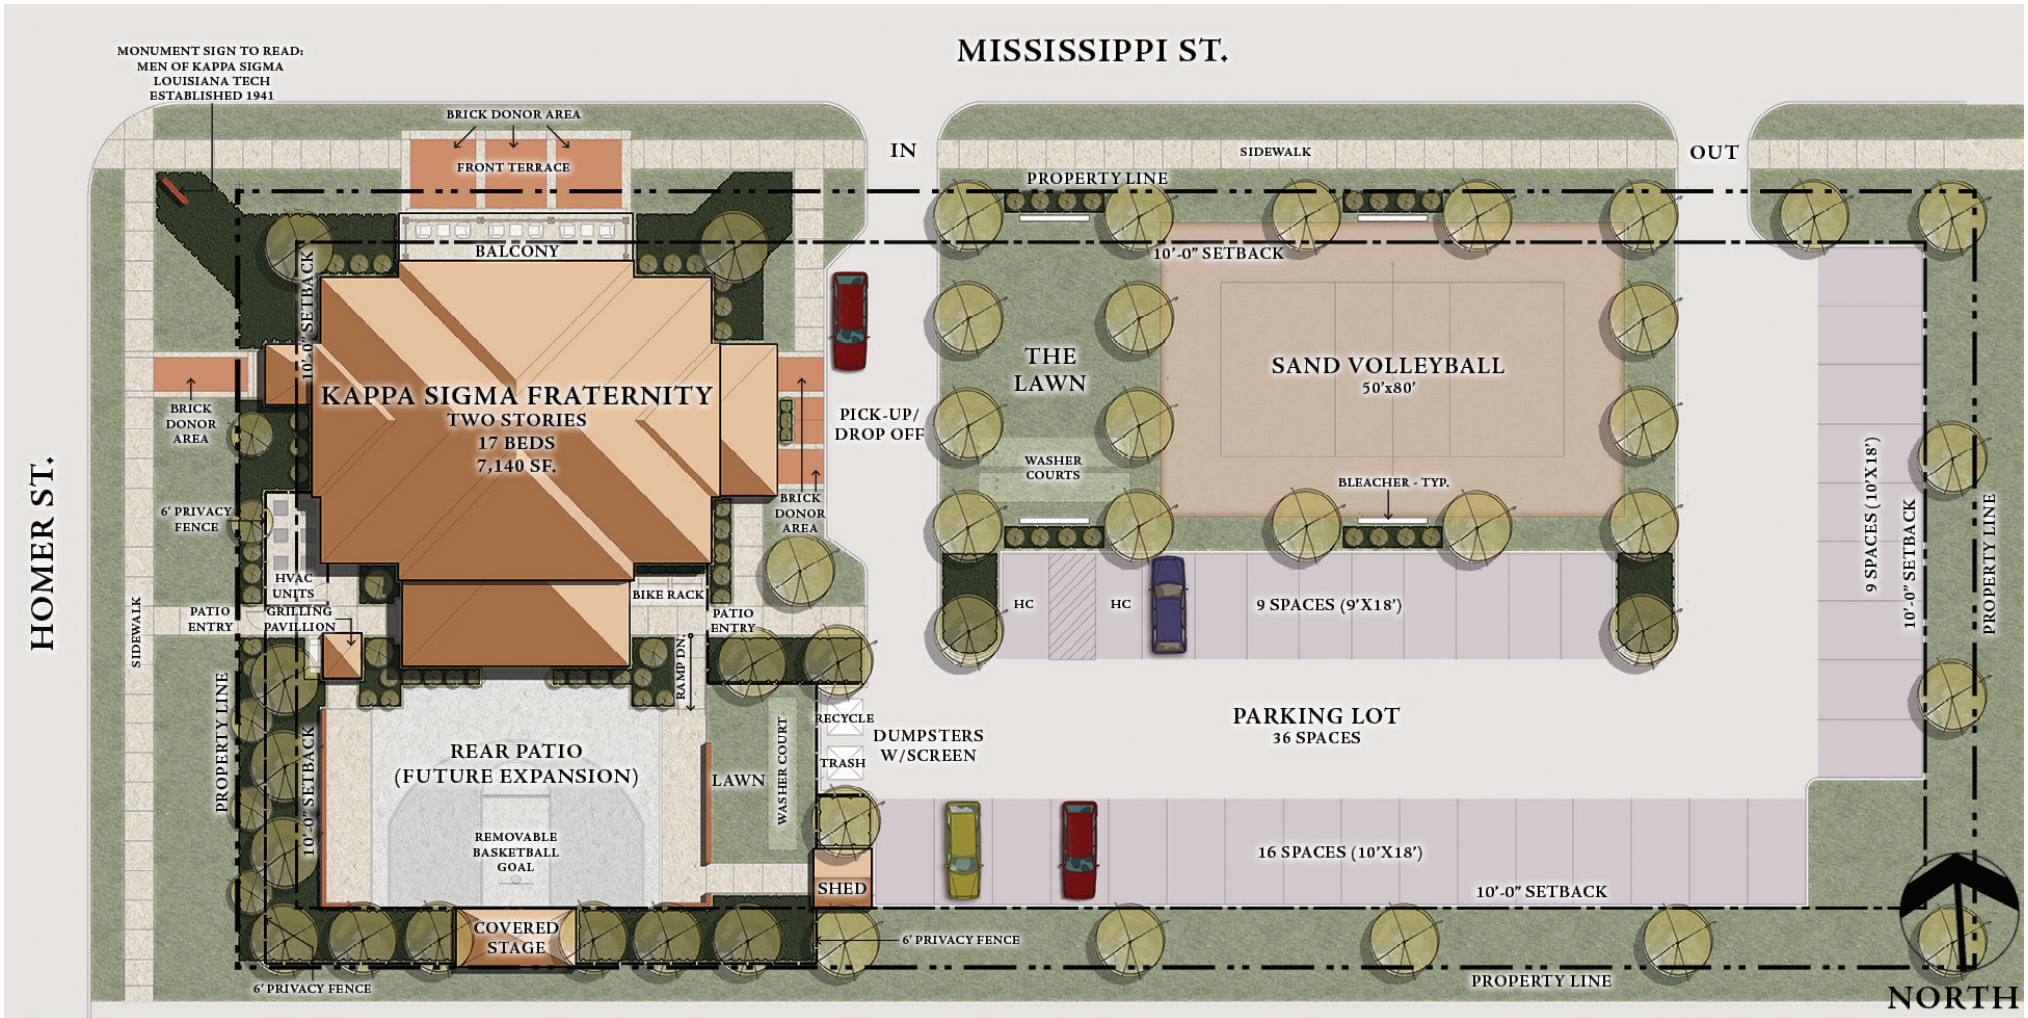 MISSISSIPPI ST.
MONUMENT SIGN TO READ:
MEN OF KAPPA SIGMA
LOUISIANA TECH
ESTABLISHED 1941
BRICK DONOR AREA
FRONT TERRACE
IN
SIDEWALK
OUT
PROPERTY LINE
BALCONY
10'-0" SETBACK
10'-0" SETBACK
KAPPA SIGMA FRATERNITY
TWO STORIES
17 BEDS
7,140 SF.
THE
LAWN
SAND VOLLEYBALL
50'x80'
BRICK
DONOR
AREA
PICK-UP/
DROP OFF
WASHER
COURTS
BLEACHER - TYP.
BRICK
DONOR
AREA
6' PRIVACY
FENCE
9 SPACES (10'X18')
10'-0" SETBACK
PROPERTY LINE
HOMER ST.
SIDEWALK
HVAC
UNITS
GRILLING
PAVILLION
PATIO
ENTRY
BIKE RACK
PATIO
ENTRY
RAMP DN.
HC
HC
9 SPACES (9'X18')
PROPERTY LINE
10'-0" SETBACK
REAR PATIO
(FUTURE EXPANSION)
REMOVABLE
BASKETBALL
GOAL
LAWN
WASHER COURT
RECYCLE
TRASH
DUMPSTERS
W/SCREEN
PARKING LOT
36 SPACES
16 SPACES (10'X18')
10'-0" SETBACK
SHED
COVERED
STAGE
6' PRIVACY FENCE
6' PRIVACY FENCE
PROPERTY LINE
NORTH